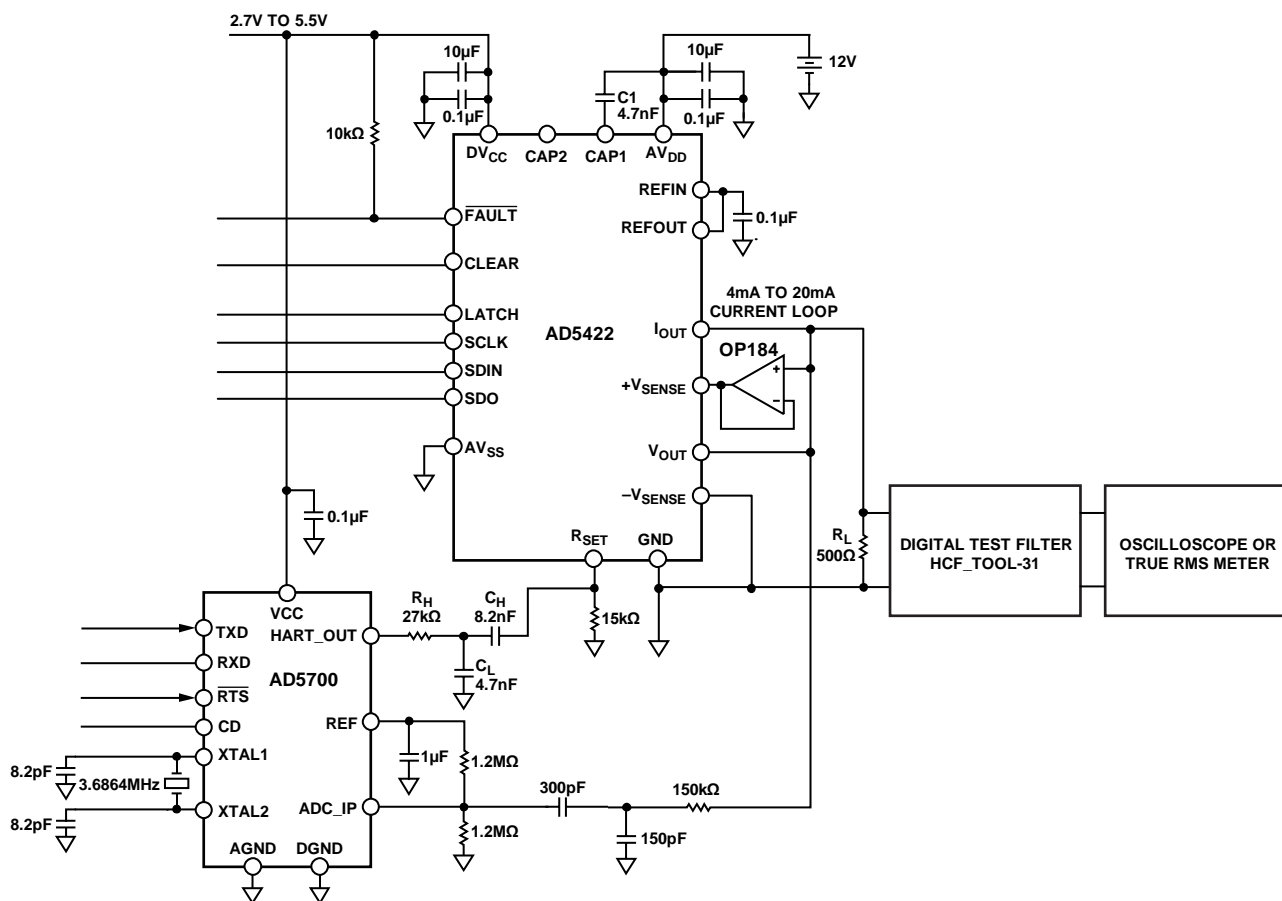 2.7V TO 5.5V
10µF
0.1µF
10kΩ
C1
4.7nF
10µF
0.1µF
12V
DVCC
CAP2
CAP1
AVDD
REFIN
REFOUT
0.1µF
FAULT
CLEAR
LATCH
SCLK
SDIN
SDO
AVSS
AD5422
4mA TO 20mA
CURRENT LOOP
IOUT
OP184
+
–
+VSENSE
VOUT
–VSENSE
RSET
GND
RL
500Ω
DIGITAL TEST FILTER
HCF_TOOL-31
OSCILLOSCOPE OR
TRUE RMS METER
0.1µF
VCC
TXD
RXD
RTS
CD
XTAL1
XTAL2
8.2pF
3.6864MHz
8.2pF
AD5700
HART_OUT
REF
ADC_IP
AGND
DGND
RH
27kΩ
CH
8.2nF
CL
4.7nF
15kΩ
1µF
1.2MΩ
1.2MΩ
300pF
150kΩ
150pF